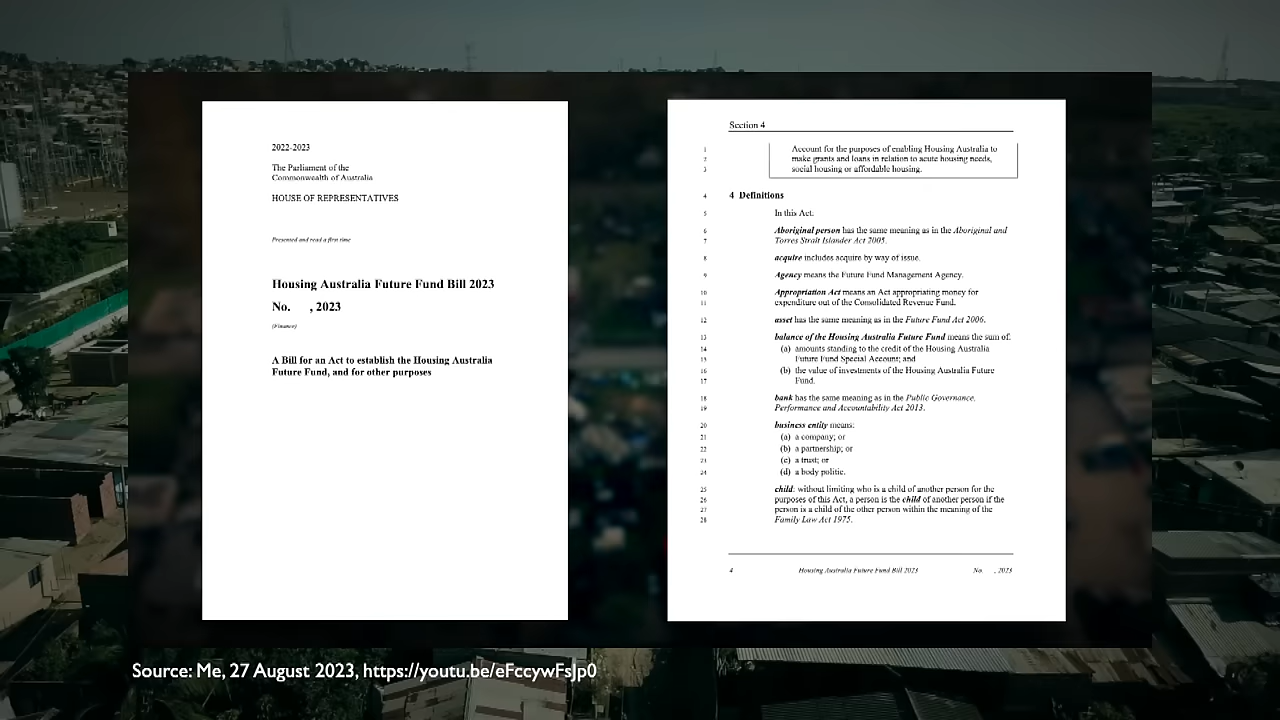 2022-2023
The Parliament of the
Commonwealth of Australia
HOUSE OF REPRESENTATIVES
Presented and read a first time
Housing Australia Future Fund Bill 2023
No.      , 2023
(Finance)
A Bill for an Act to establish the Housing Australia
Future Fund, and for other purposes
Section 4
1 Account for the purposes of enabling Housing Australia to
2 make grants and loans in relation to acute housing needs,
3 social housing or affordable housing.
4 4 Definitions
5 In this Act:
6 Aboriginal person has the same meaning as in the Aboriginal and
7 Torres Strait Islander Act 2005.
8 acquire includes acquire by way of issue.
9 Agency means the Future Fund Management Agency.
10 Appropriation Act means an Act appropriating money for
11 expenditure out of the Consolidated Revenue Fund.
12 asset has the same meaning as in the Future Fund Act 2006.
13 balance of the Housing Australia Future Fund means the sum of:
14 (a) amounts standing to the credit of the Housing Australia
15 Future Fund Special Account; and
16 (b) the value of investments of the Housing Australia Future
17 Fund.
18 bank has the same meaning as in the Public Governance,
19 Performance and Accountability Act 2013.
20 business entity means:
21 (a) a company; or
22 (b) a partnership; or
23 (c) a trust; or
24 (d) a body politic.
25 child: without limiting who is a child of another person for the
26 purposes of this Act, a person is the child of another person if the
27 person is a child of the other person within the meaning of the
28 Family Law Act 1975.
4 Housing Australia Future Fund Bill 2023 No.      , 2023
Source: Me, 27 August 2023, https://youtu.be/eFccywFsJp0